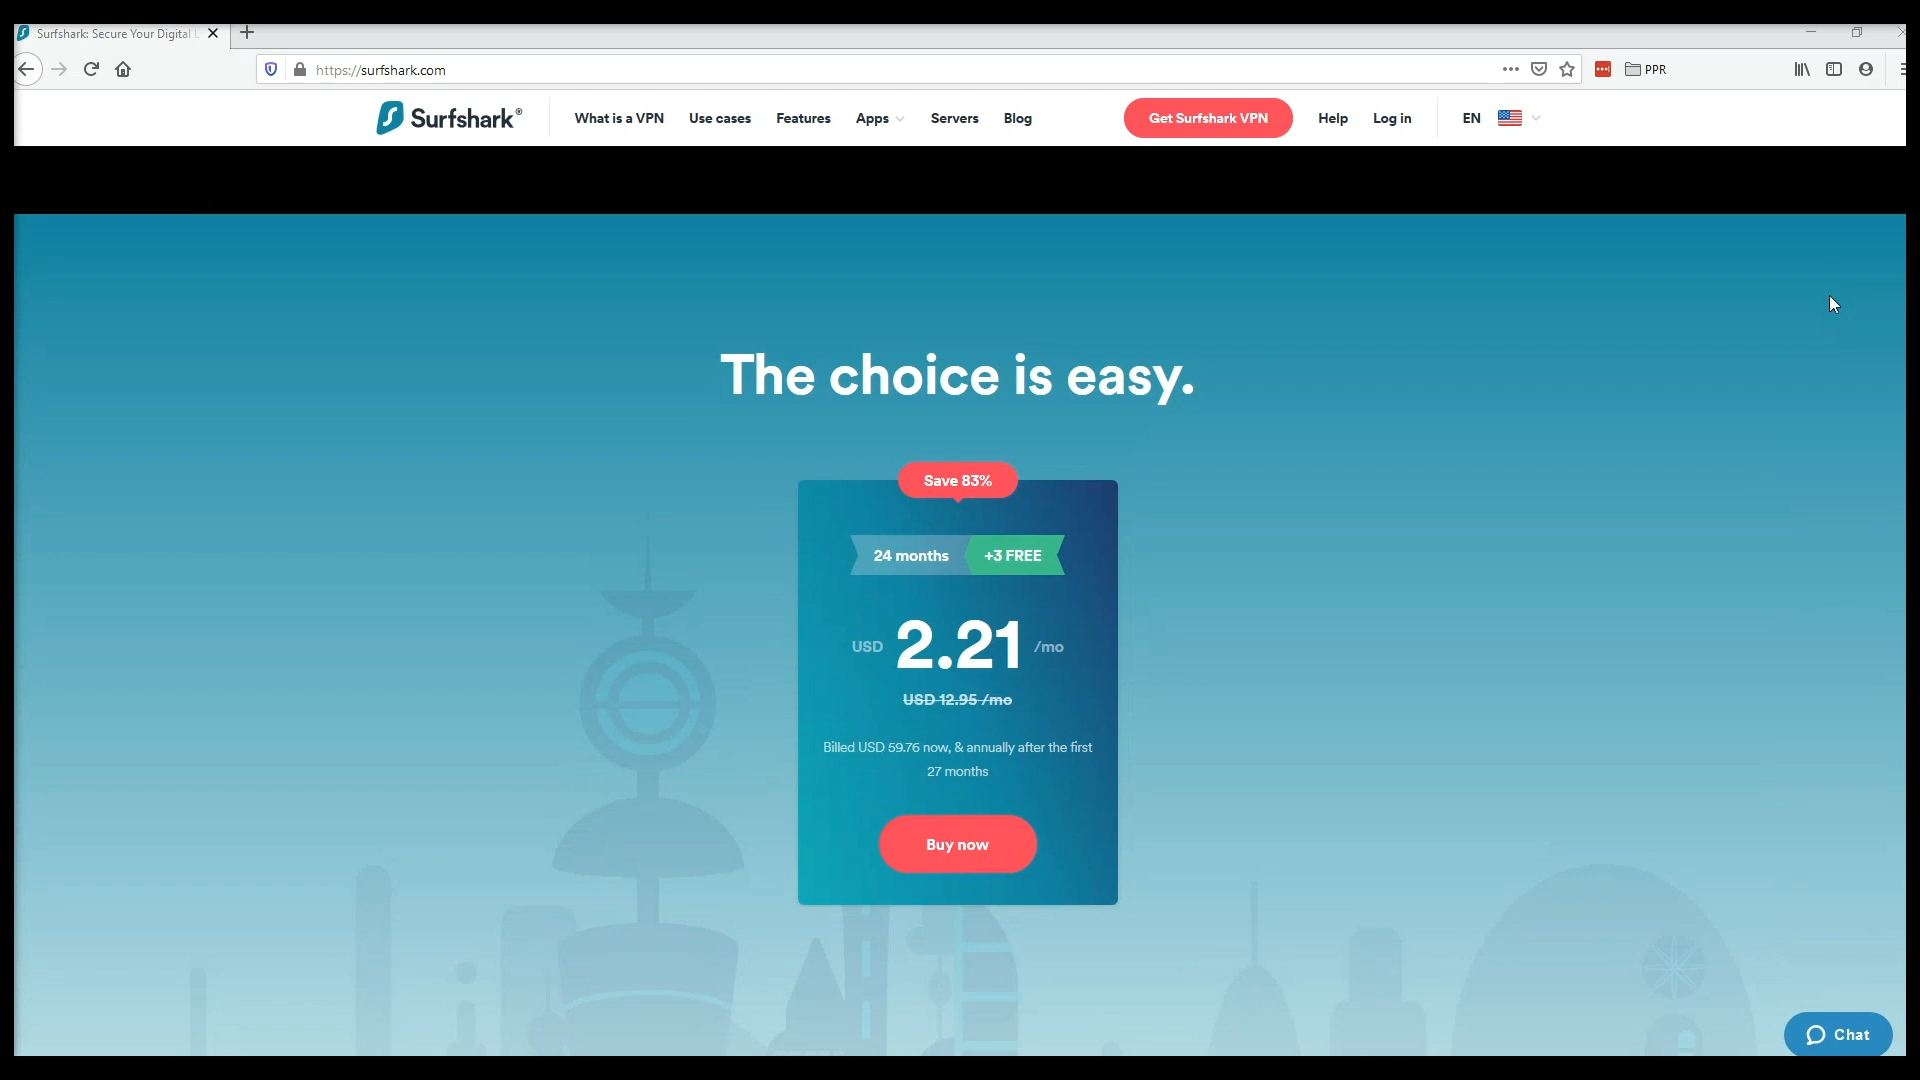 Surfshark: Secure Your Digital
https://surfshark.com
PPR
Surfshark®
What is a VPN
Use cases
Features
Apps
Servers
Blog
Get Surfshark VPN
Help
Log in
EN
The choice is easy.
Save 83%
24 months
+3 FREE
USD 2.21 /mo
USD 12.95 /mo
Billed USD 59.76 now, & annually after the first
27 months
Buy now
Chat